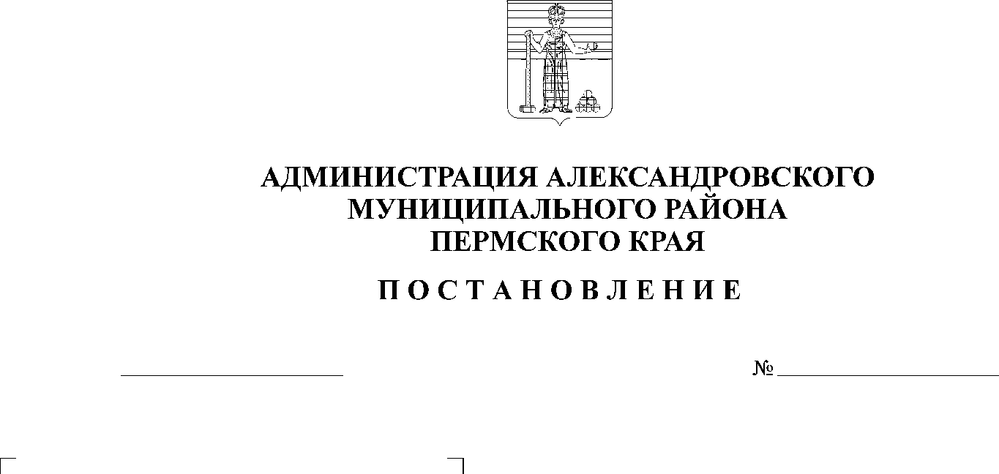 АДМИНИСТРАЦИЯ АЛЕКСАНДРОВСКОГО
МУНИЦИПАЛЬНОГО РАЙОНА
ПЕРМСКОГО КРАЯ
П О С Т А Н О В Л Е Н И Е
№